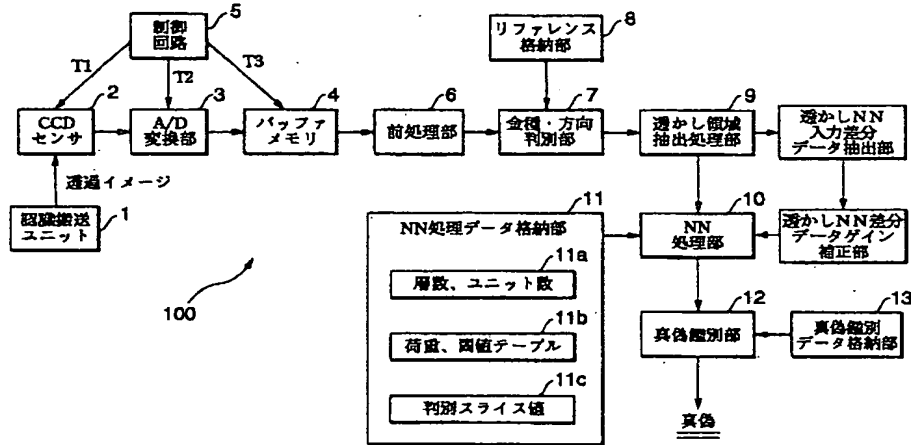 5
制御
回路
8
リファレンス
格納部
T1
T2
T3
2
CCD
センサ
3
A/D
変換部
4
バッファ
メモリ
6
前処理部
7
金種・方向
判別部
9
透かし領域
抽出処理部
透かしNN
入力差分
データ抽出部
透過イメージ
1
搬送
ユニット
11
NN処理データ格納部
10
NN
処理部
透かしNN差分
データゲイン
補正部
11a
層数、ユニット数
100
11b
荷重、閾値テーブル
12
真偽鑑別部
13
真偽鑑別
データ格納部
11c
判別スライス値
真偽